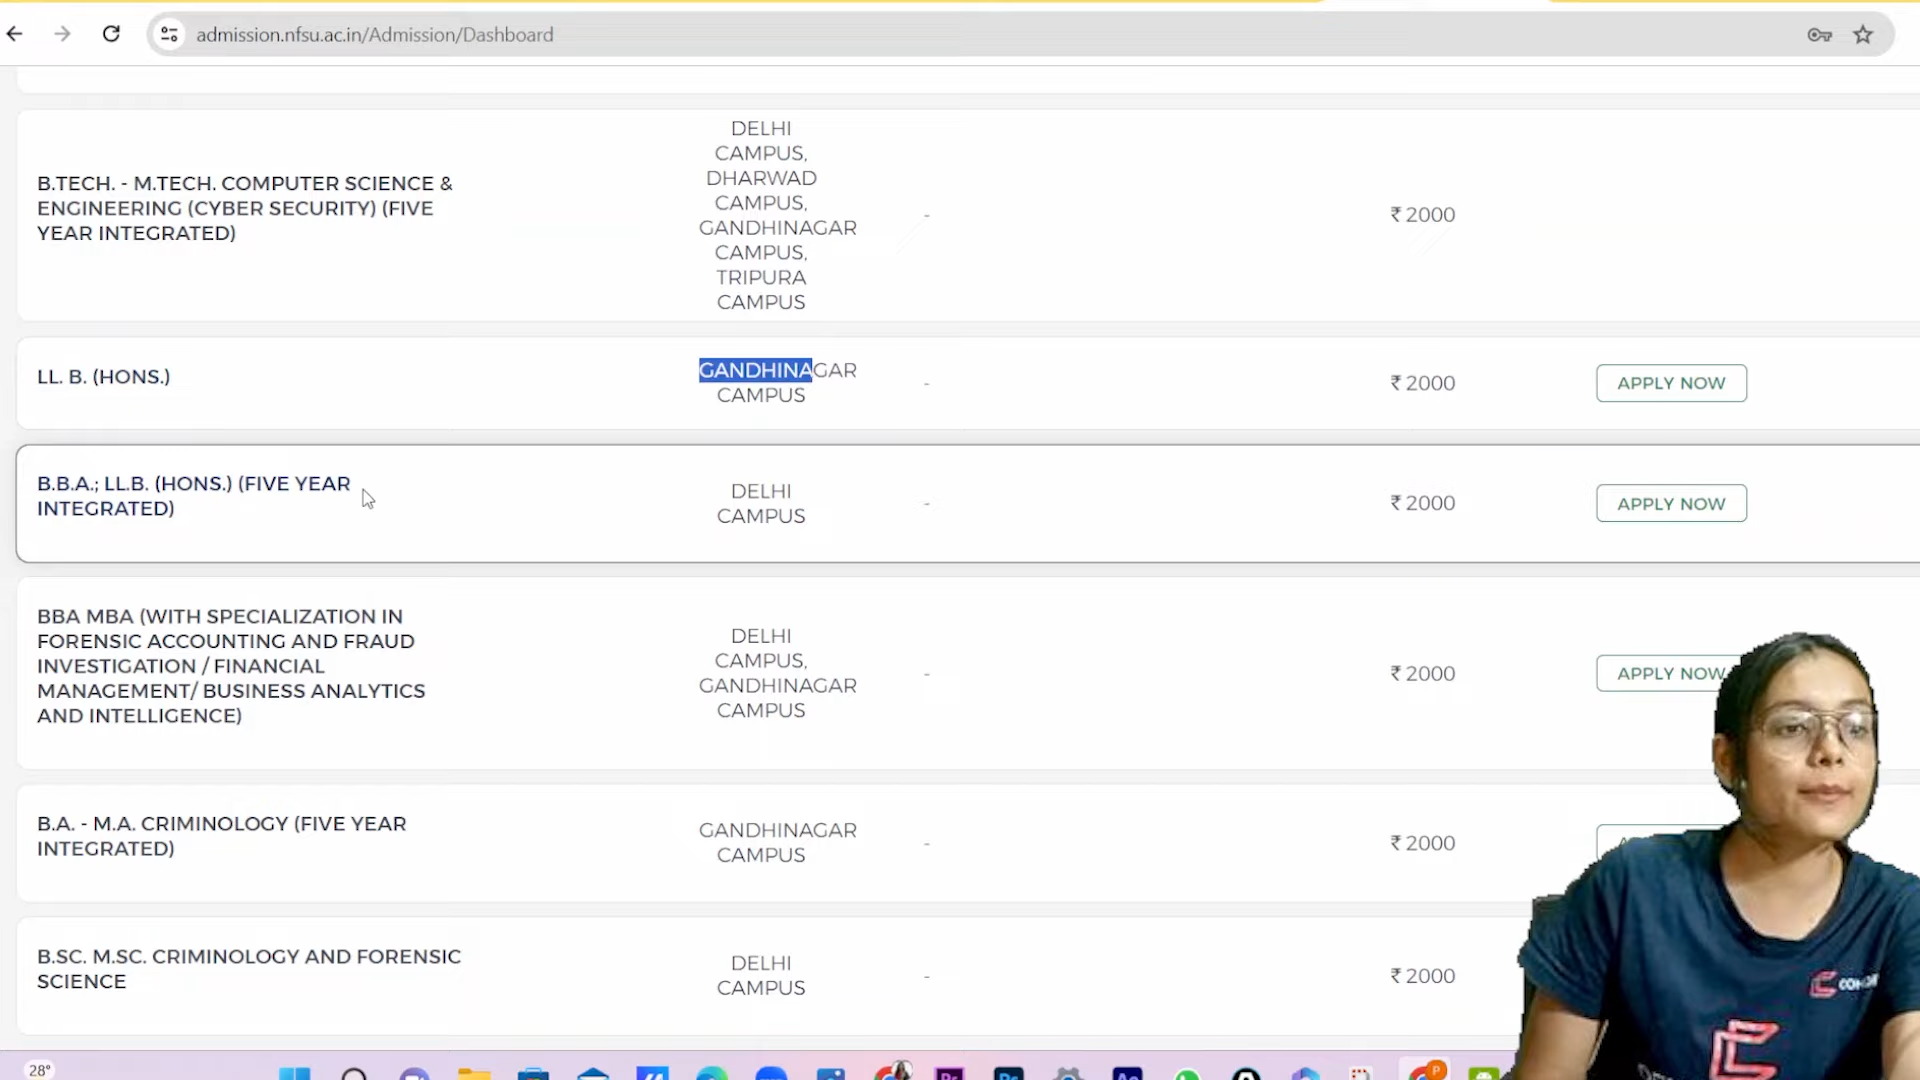 admission.nfsu.ac.in/Admission/Dashboard
B.TECH. - M.TECH. COMPUTER SCIENCE &
ENGINEERING (CYBER SECURITY) (FIVE
YEAR INTEGRATED)
DELHI
CAMPUS,
DHARWAD
CAMPUS,
GANDHINAGAR
CAMPUS,
TRIPURA
CAMPUS
-
₹ 2000
LL. B. (HONS.)
GANDHINAGAR
CAMPUS
-
₹ 2000
APPLY NOW
B.B.A.; LL.B. (HONS.) (FIVE YEAR
INTEGRATED)
DELHI
CAMPUS
-
₹ 2000
APPLY NOW
BBA MBA (WITH SPECIALIZATION IN
FORENSIC ACCOUNTING AND FRAUD
INVESTIGATION / FINANCIAL
MANAGEMENT/ BUSINESS ANALYTICS
AND INTELLIGENCE)
DELHI
CAMPUS,
GANDHINAGAR
CAMPUS
-
₹ 2000
APPLY NOW
B.A. - M.A. CRIMINOLOGY (FIVE YEAR
INTEGRATED)
GANDHINAGAR
CAMPUS
-
₹ 2000
B.SC. M.SC. CRIMINOLOGY AND FORENSIC
SCIENCE
DELHI
CAMPUS
-
₹ 2000
28°